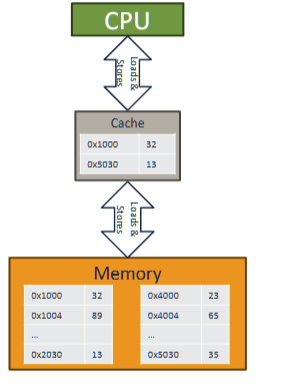 CPU
Loads &
Stores
Cache
0x1000 32
0x5030 13
Loads &
Stores
Memory
0x1000 32 0x4000 23
0x1004 89 0x4004 65
... ...
0x2030 13 0x5030 35